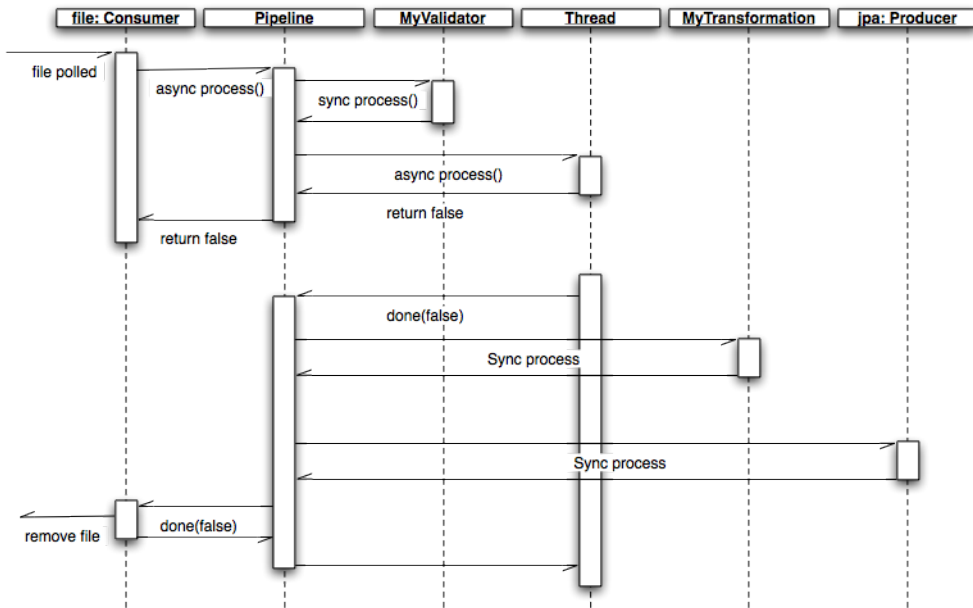 file: Consumer
Pipeline
MyValidator
Thread
MyTransformation
jpa: Producer
file polled
async process()
sync process()
async process()
return false
return false
done(false)
Sync process
Sync process
done(false)
remove file